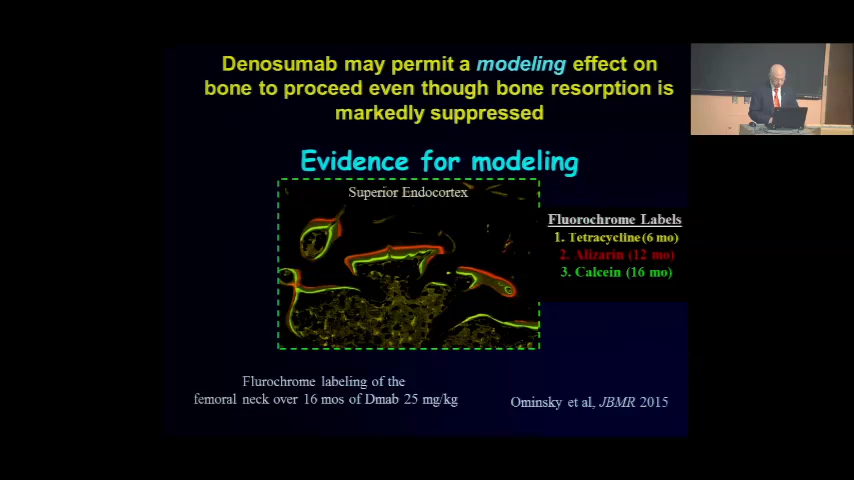 Denosumab may permit a modeling effect on
bone to proceed even though bone resorption is
markedly suppressed
Evidence for modeling
Superior Endocortex
Fluorochrome Labels
1. Tetracycline (6 mo)
2. Alizarin (12 mo)
3. Calcein (16 mo)
Flurochrome labeling of the
femoral neck over 16 mos of Dmab 25 mg/kg
Ominsky et al, JBMR 2015